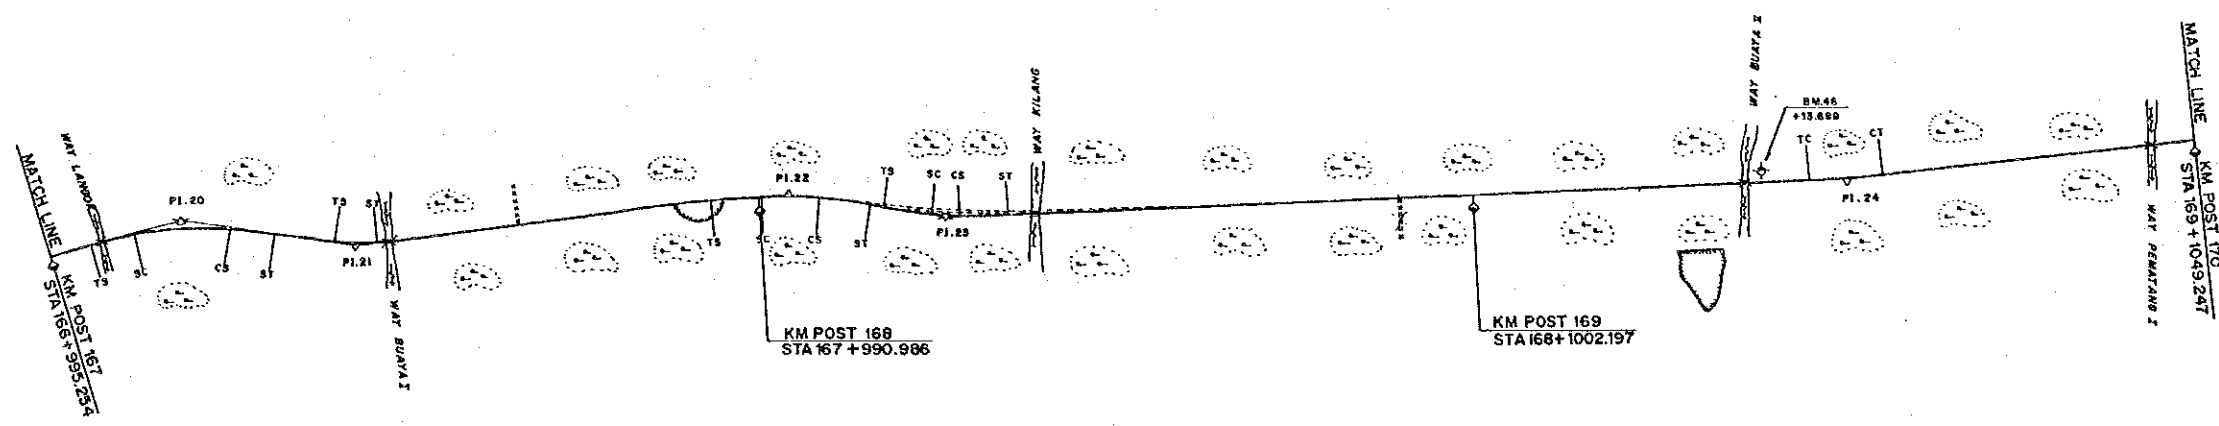 MATCH LINE
KM POST 167
STA 166+995.254
WAY
TS
SC
PI.20
CS
ST
TS
PI.21
ST
WAY BUAYA I
TS
KM POST 168
STA 167+990.986
SC
PI.22
CS
ST
TS
SC
PI.23
CS
ST
WAY KILANG
KM POST 169
STA 168+1002.197
WAY BUAYA II
BM.46
TC
PI.24
CT
WAY PEMATANG I
MATCH LINE
KM POST 170
STA 169+1049.247